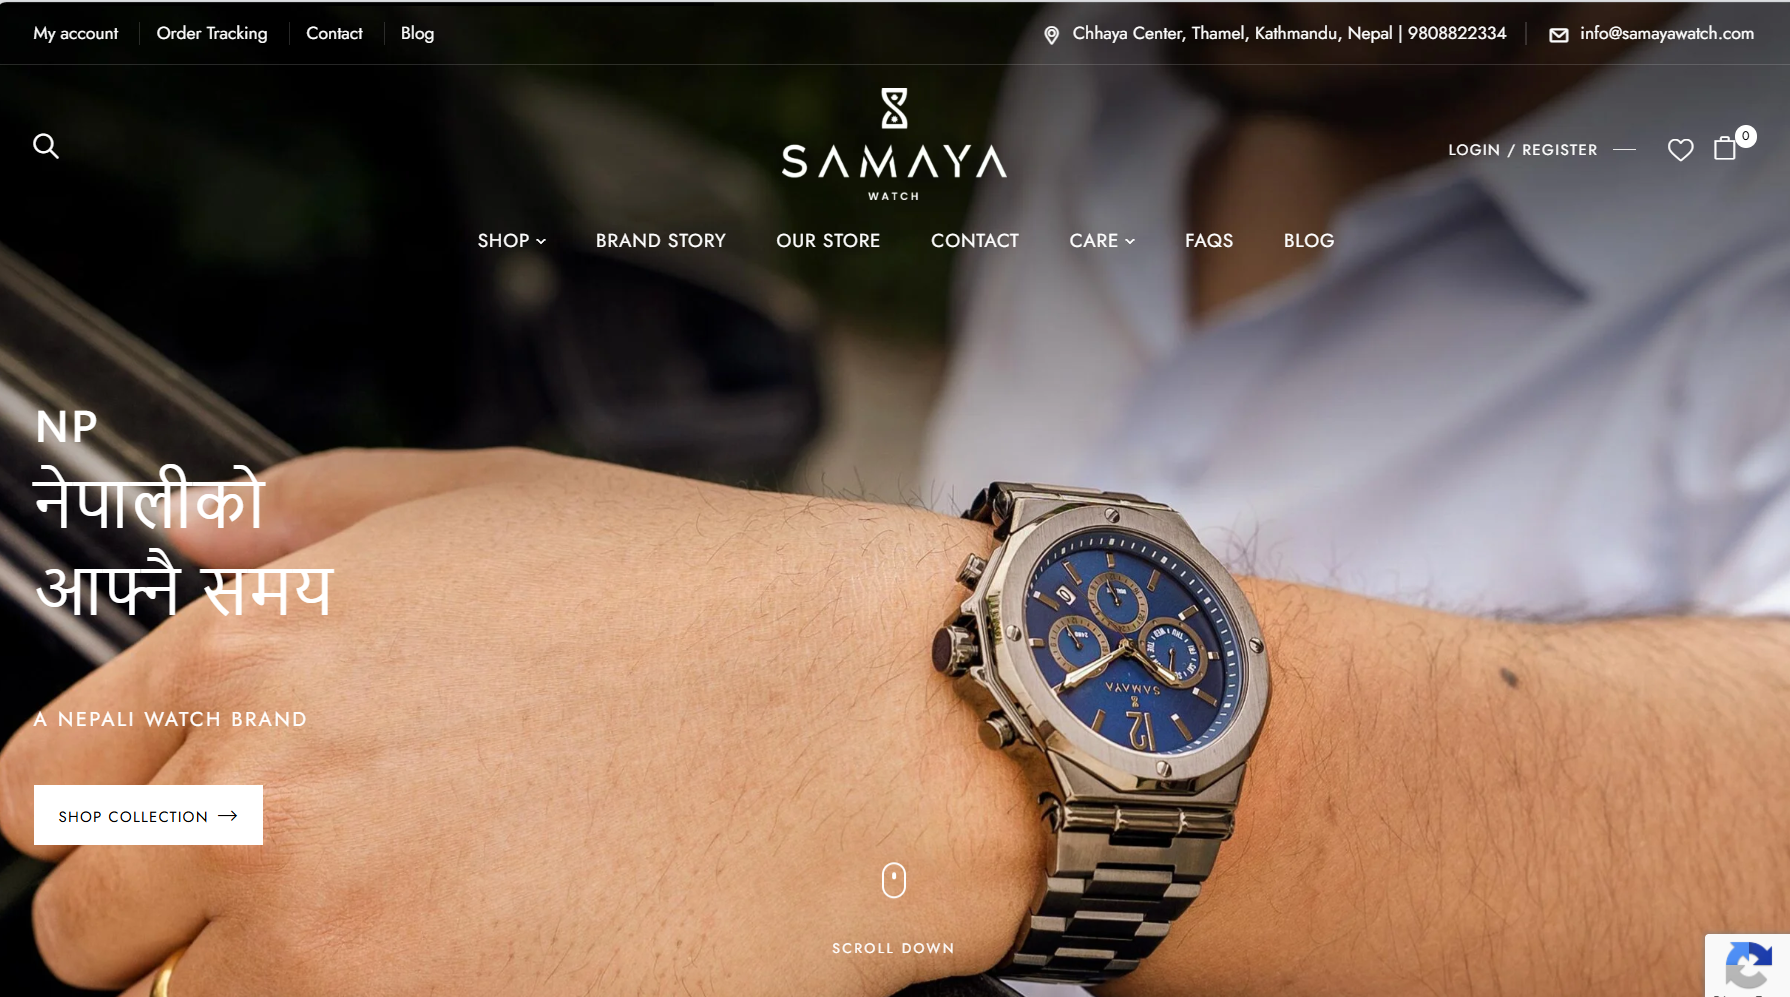 My account
Order Tracking
Contact
Blog
Chhaya Center, Thamel, Kathmandu, Nepal | 9808822334
info@samayawatch.com
SAMAYA
WATCH
LOGIN / REGISTER
0
SHOP
BRAND STORY
OUR STORE
CONTACT
CARE
FAQS
BLOG
NP
नेपालीको
आफ्नै समय
A NEPALI WATCH BRAND
SHOP COLLECTION
SAMAYA
12
SCROLL DOWN